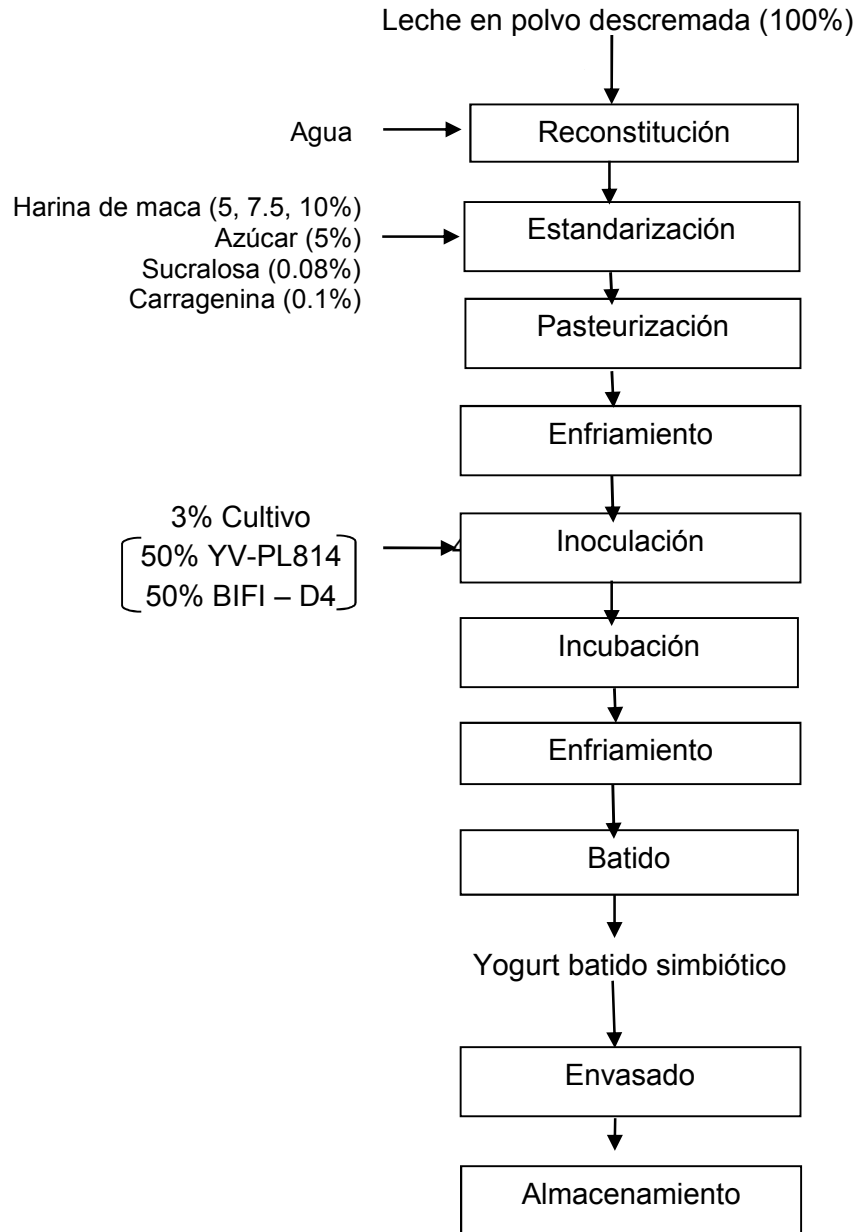 Leche en polvo descremada (100%)
Agua
Reconstitución
Harina de maca (5, 7.5, 10%)
Azúcar (5%)
Sucralosa (0.08%)
Carragenina (0.1%)
Estandarización
Pasteurización
Enfriamiento
3% Cultivo
50% YV-PL814
50% BIFI – D4
Inoculación
Incubación
Enfriamiento
Batido
Yogurt batido simbiótico
Envasado
Almacenamiento